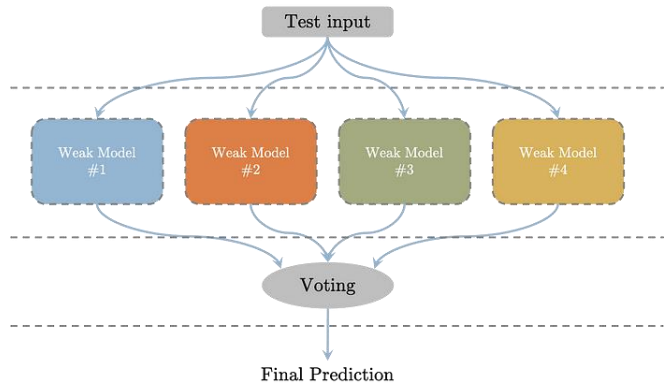 Test input
Weak Model
#1
Weak Model
#2
Weak Model
#3
Weak Model
#4
Voting
Final Prediction